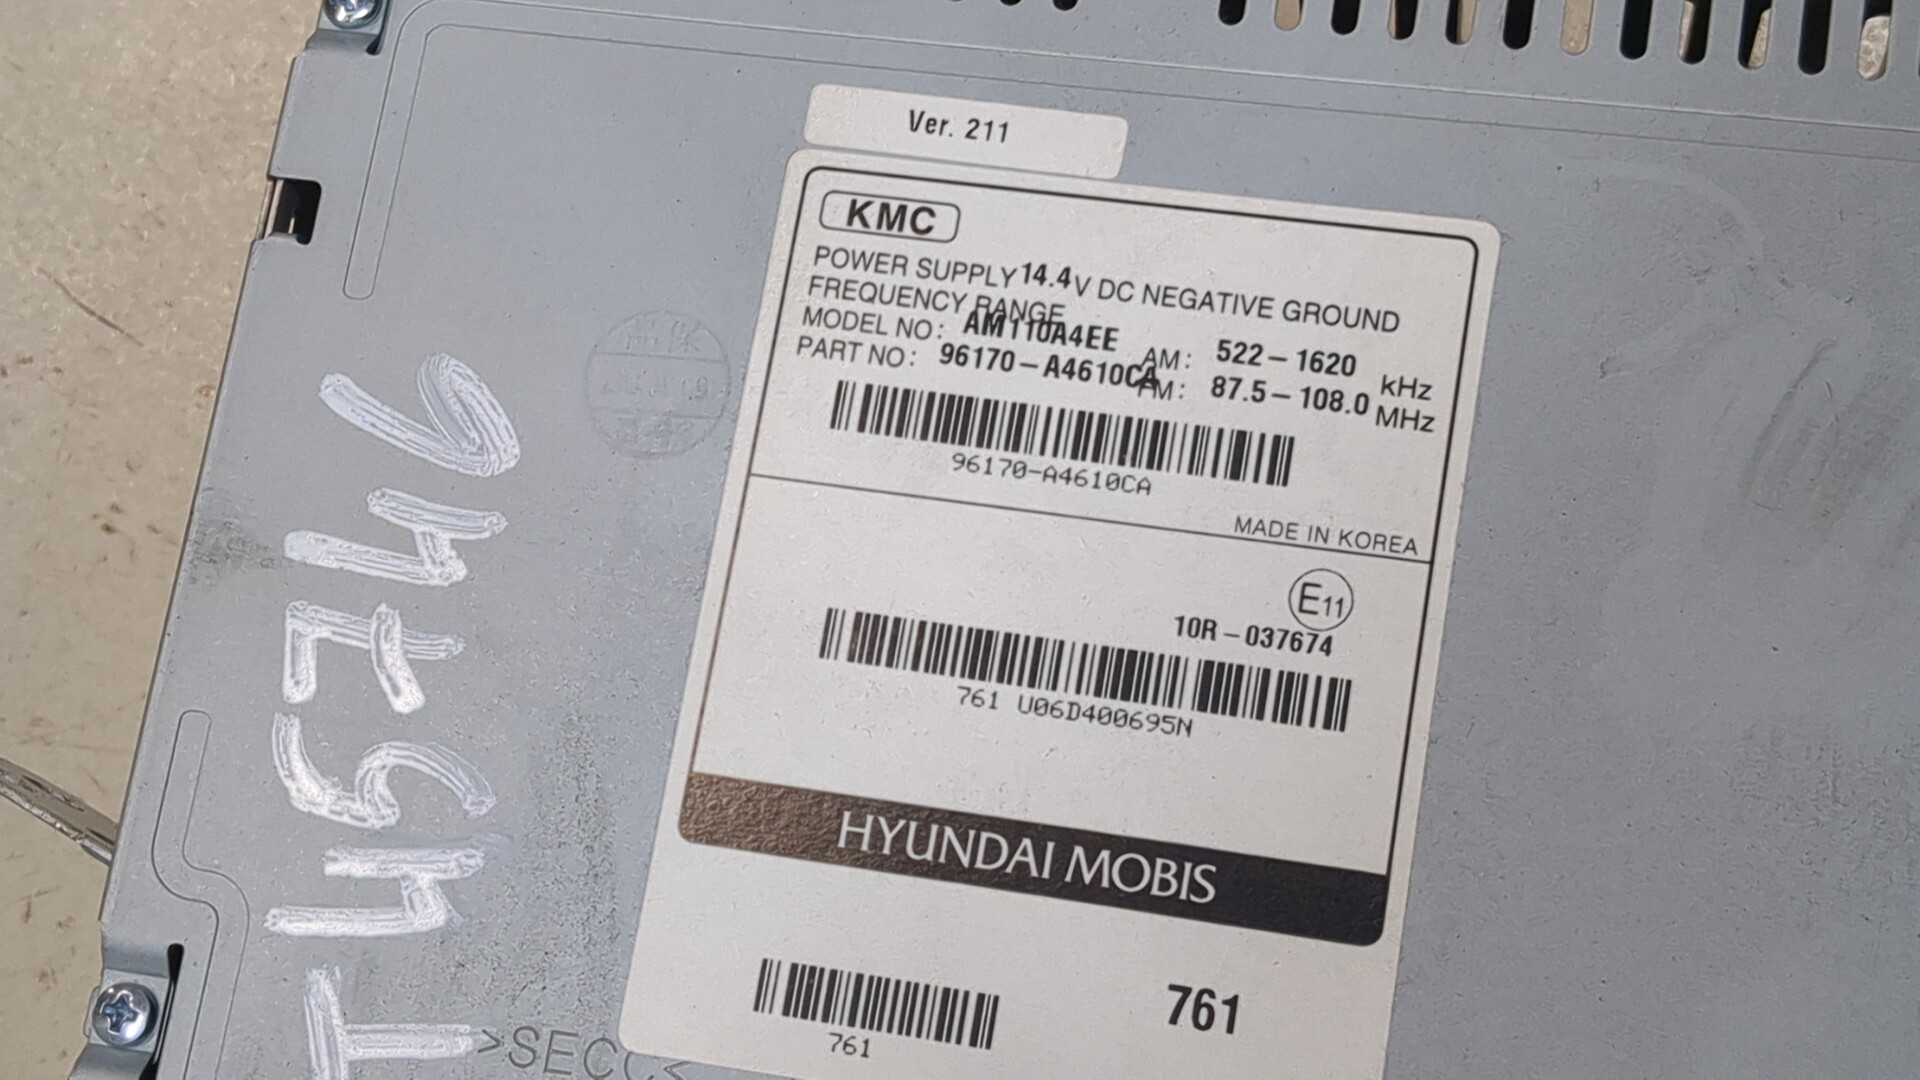 Ver. 211
KMC
POWER SUPPLY 14.4V DC NEGATIVE GROUND
FREQUENCY RANGE
MODEL NO: AM110A4EE
AM: 522-1620 kHz
PART NO: 96170-A4610CA
FM: 87.5-108.0 MHz
96170-A4610CA
MADE IN KOREA
E11
10R-037674
761 U06D400695N
HYUNDAI MOBIS
761
761
>SECC<